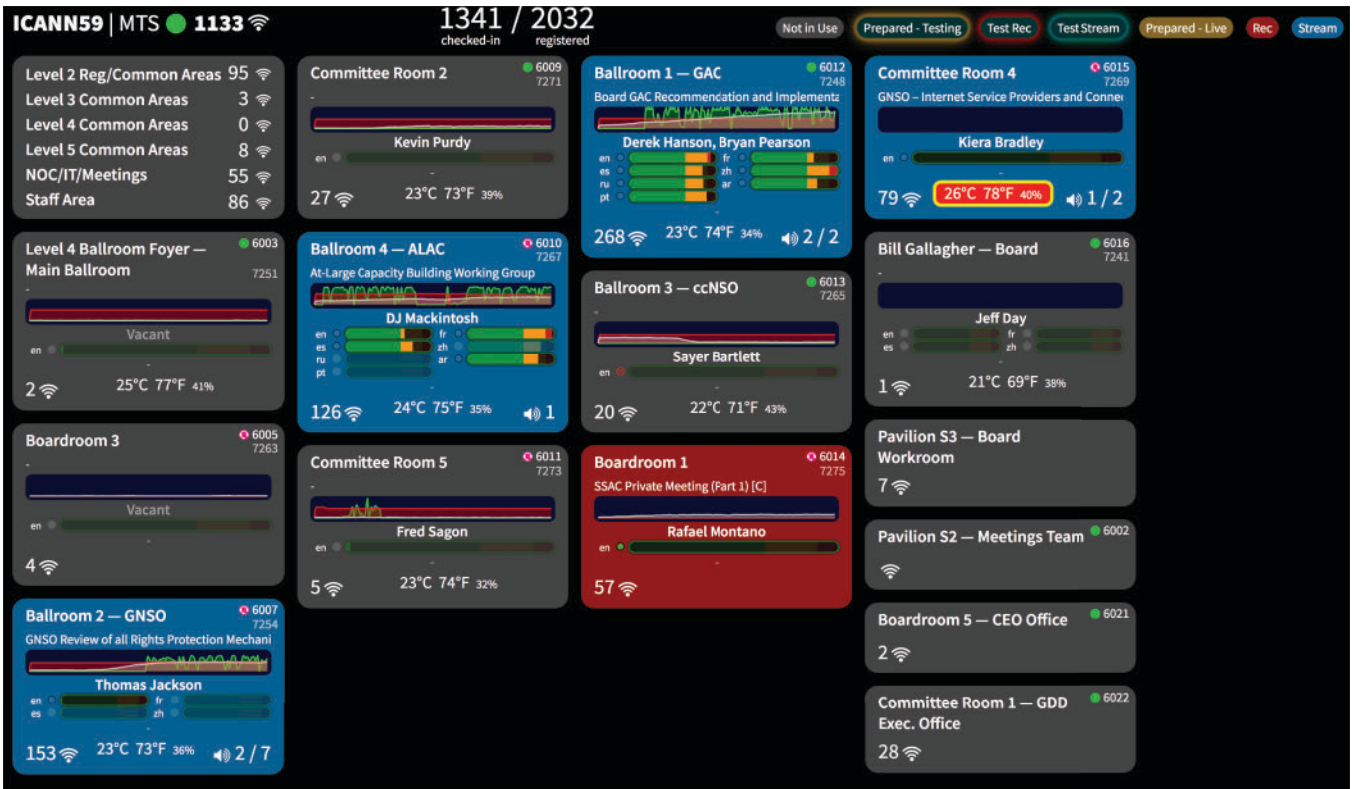 ICANN59 | MTS 1133
1341 / 2032
checked-in registered
Not in Use
Prepared - Testing
Test Rec
Test Stream
Prepared - Live
Rec
Stream
Level 2 Reg/Common Areas 95
Level 3 Common Areas 3
Level 4 Common Areas 0
Level 5 Common Areas 8
NOC/IT/Meetings 55
Staff Area 86
Level 4 Ballroom Foyer — 6003
Main Ballroom 7251
-
Vacant
en
2 25°C 77°F 41%
Boardroom 3 6005
7263
-
Vacant
en
-
4
Ballroom 2 — GNSO 6007
7254
GNSO Review of all Rights Protection Mechani
Thomas Jackson
en fr
es zh
-
153 23°C 73°F 36% 2 / 7
Committee Room 2 6009
7271
-
Kevin Purdy
en
-
27 23°C 73°F 39%
Ballroom 4 — ALAC 6010
7267
At-Large Capacity Building Working Group
DJ Mackintosh
en fr
es zh
ru ar
pt
-
126 24°C 75°F 35% 1
Committee Room 5 6011
7273
-
Fred Sagon
en
-
5 23°C 74°F 32%
Ballroom 1 — GAC 6012
7248
Board GAC Recommendation and Implementa
Derek Hanson, Bryan Pearson
en fr
es zh
ru ar
pt
-
268 23°C 74°F 34% 2 / 2
Ballroom 3 — ccNSO 6013
7265
-
Sayer Bartlett
en
-
20 22°C 71°F 43%
Boardroom 1 6014
7275
SSAC Private Meeting (Part 1) [C]
Rafael Montano
en
-
57
Committee Room 4 6015
7269
GNSO – Internet Service Providers and Connec
Kiera Bradley
en
-
79 26°C 78°F 40% 1 / 2
Bill Gallagher — Board 6016
7241
-
Jeff Day
en fr
es zh
-
1 21°C 69°F 38%
Pavilion S3 — Board
Workroom
7
Pavilion S2 — Meetings Team 6002
Boardroom 5 — CEO Office 6021
2
Committee Room 1 — GDD 6022
Exec. Office
28